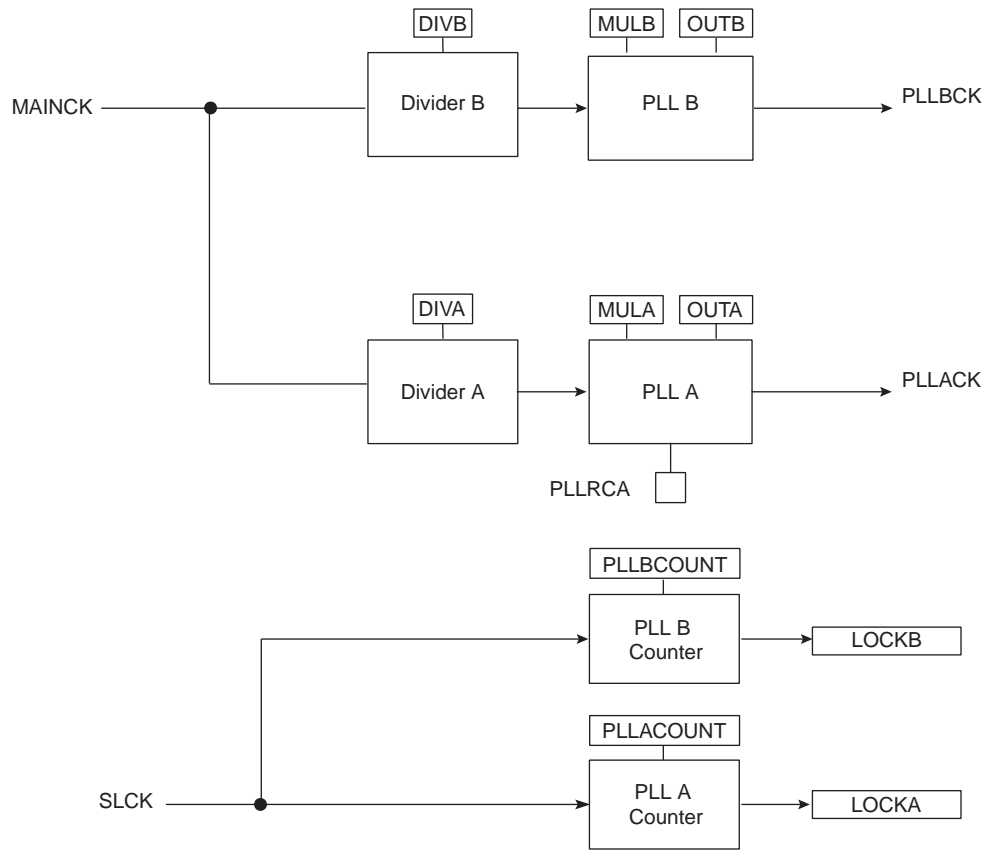 DIVB
MULB
OUTB
MAINCK
Divider B
PLL B
PLLBCK
DIVA
MULA
OUTA
Divider A
PLL A
PLLACK
PLLRCA
PLLBCOUNT
PLL B
Counter
LOCKB
PLLACOUNT
SLCK
PLL A
Counter
LOCKA